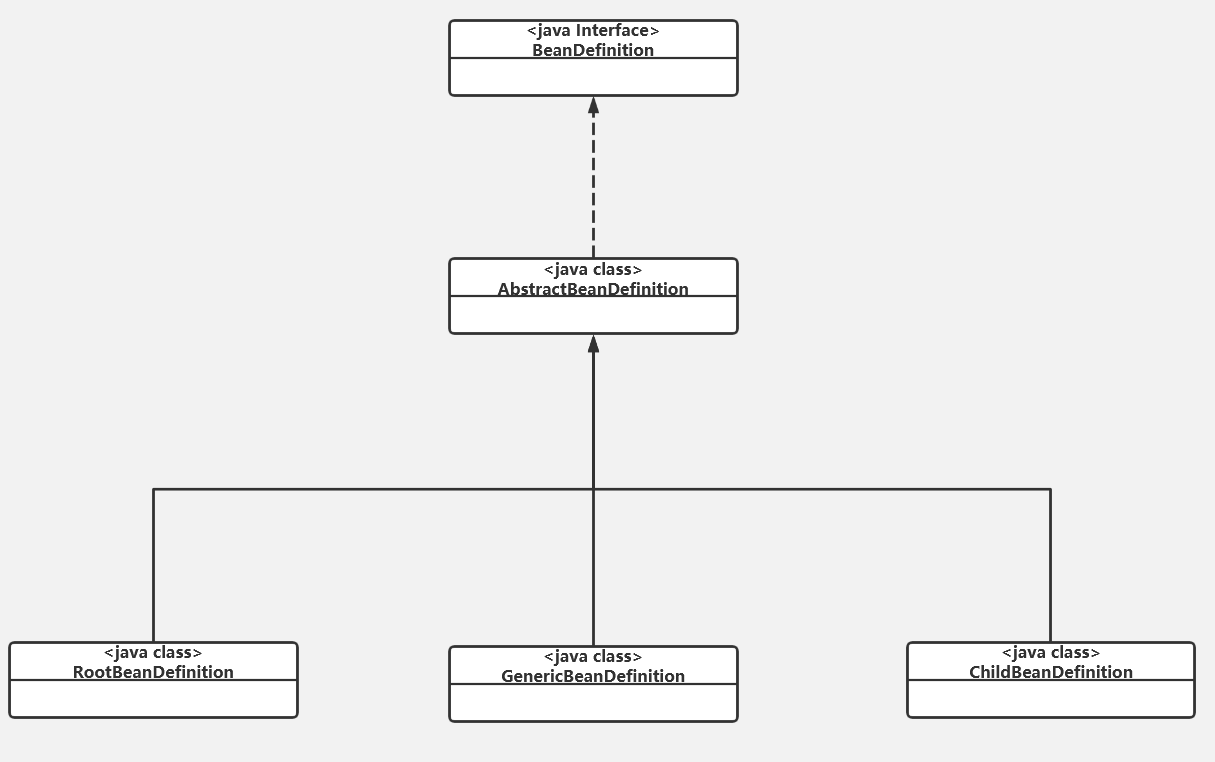 <java Interface>
BeanDefinition
<java class>
AbstractBeanDefinition
<java class>
RootBeanDefinition
<java class>
GenericBeanDefinition
<java class>
ChildBeanDefinition